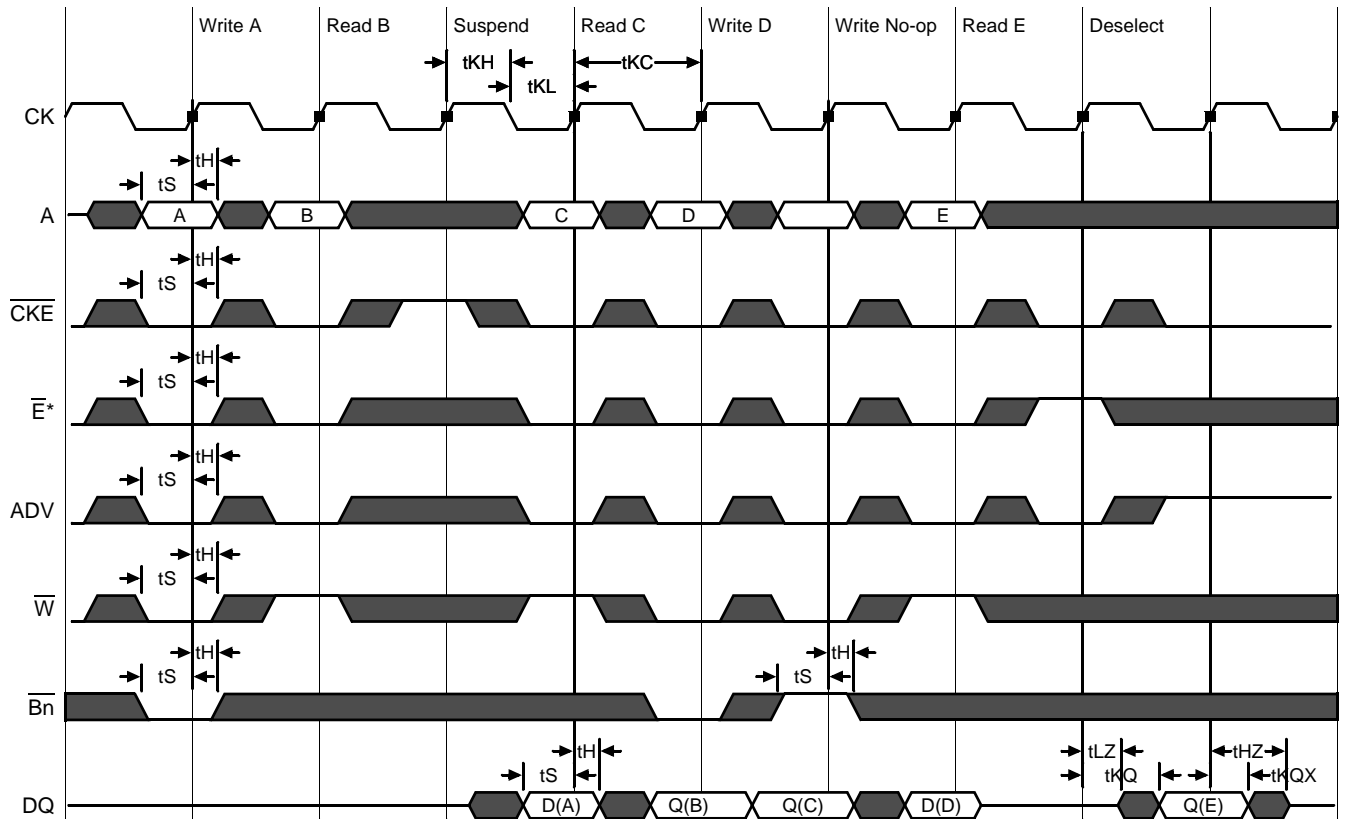 Write A Read B Suspend Read C Write D Write No-op Read E Deselect
tKH tKC
tKL
CK
tH
tS
A A B C D E
tH
tS
CKE
tH
tS
E*
tH
tS
ADV
tH
tS
W
tH tH
tS tS
Bn
tH tLZ tHZ
tS tKQ tKQX
DQ D(A) Q(B) Q(C) D(D) Q(E)